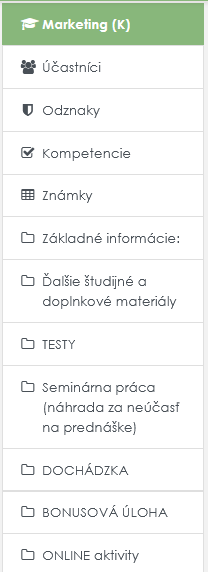 Marketing (K)
Účastníci
Odznaky
Kompetencie
Známky
Základné informácie:
Ďalšie študijné a
doplnkové materiály
TESTY
Seminárna práca
(náhrada za neúčasť
na prednáške)
DOCHÁDZKA
BONUSOVÁ ÚLOHA
ONLINE aktivity